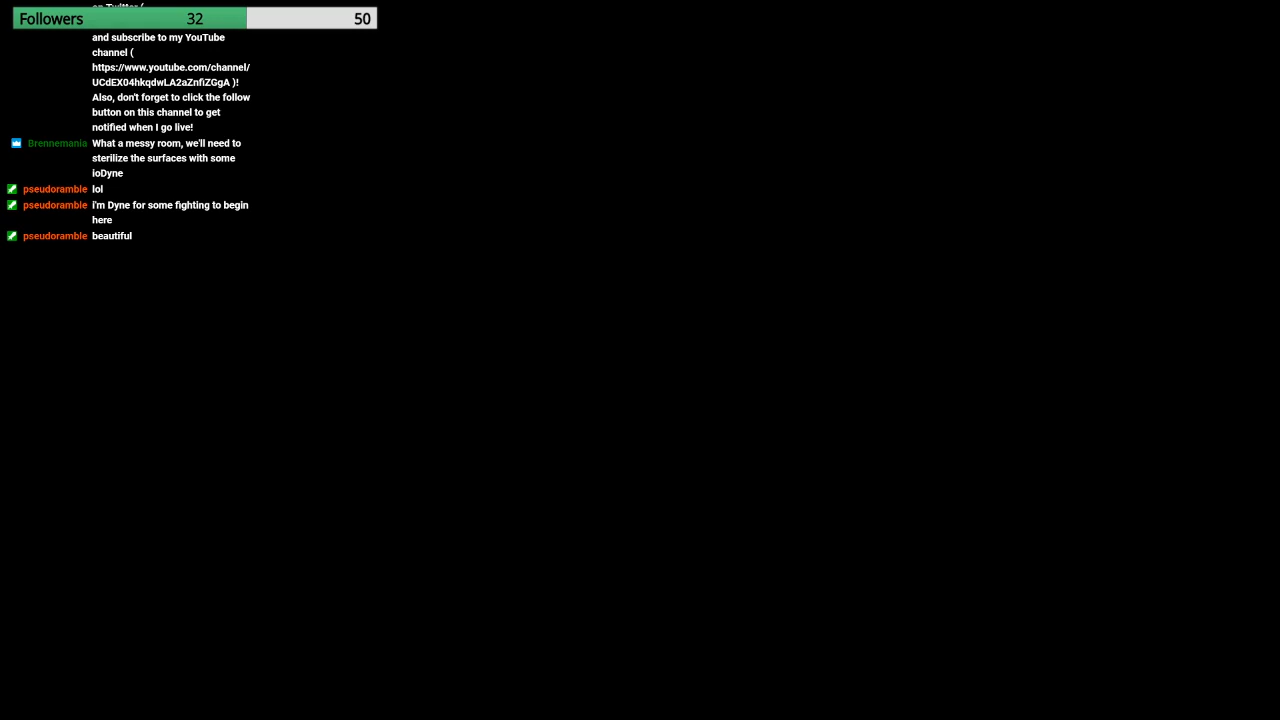 on Twitter (
Followers 32 50
and subscribe to my YouTube
channel (
https://www.youtube.com/channel/
UCdEX04hkqdwLA2aZnfiZGgA )!
Also, don't forget to click the follow
button on this channel to get
notified when I go live!
Brennemania What a messy room, we'll need to
sterilize the surfaces with some
ioDyne
pseudoramble lol
pseudoramble i'm Dyne for some fighting to begin
here
pseudoramble beautiful